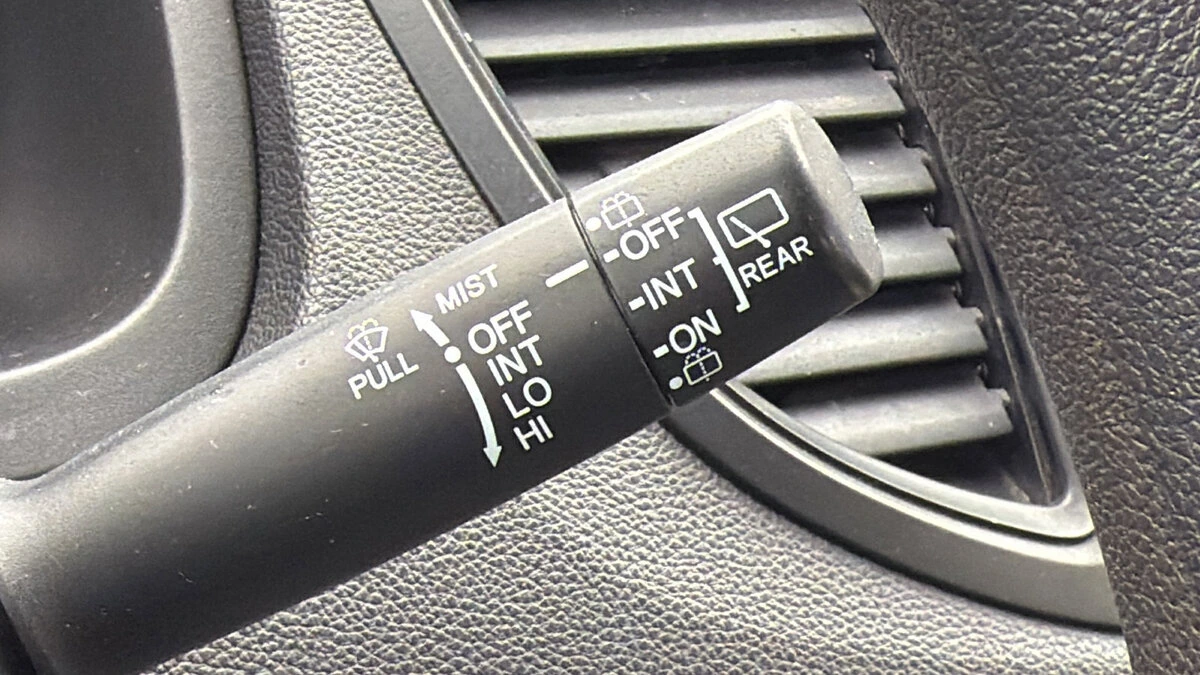 MIST
OFF
INT
LO
HI
PULL
OFF
INT
ON
REAR